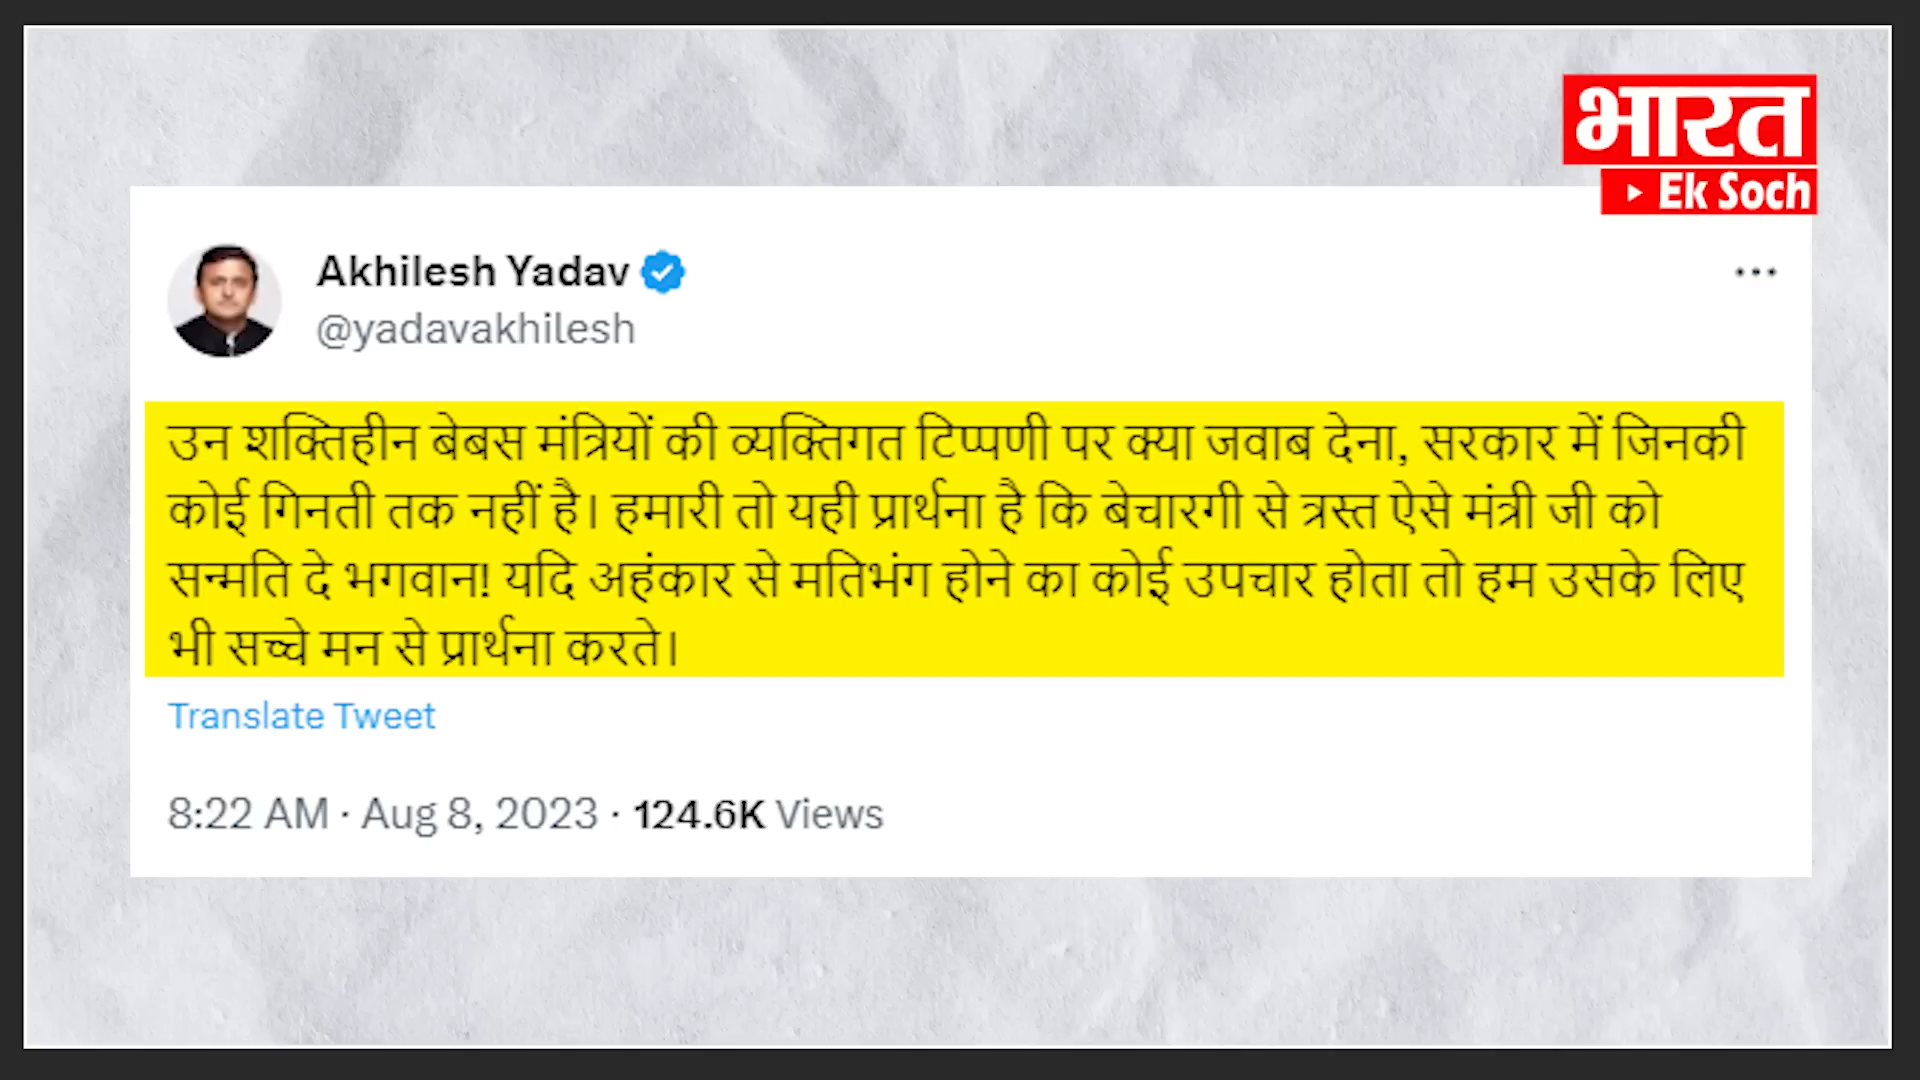 भारत
Ek Soch
Akhilesh Yadav
@yadavakhilesh
उन शक्तिहीन बेबस मंत्रियों की व्यक्तिगत टिप्पणी पर क्या जवाब देना, सरकार में जिनकी
कोई गिनती तक नहीं है। हमारी तो यही प्रार्थना है कि बेचारगी से त्रस्त ऐसे मंत्री जी को
सन्मति दे भगवान! यदि अहंकार से मतिभंग होने का कोई उपचार होता तो हम उसके लिए
भी सच्चे मन से प्रार्थना करते।
Translate Tweet
8:22 AM · Aug 8, 2023 · 124.6K Views